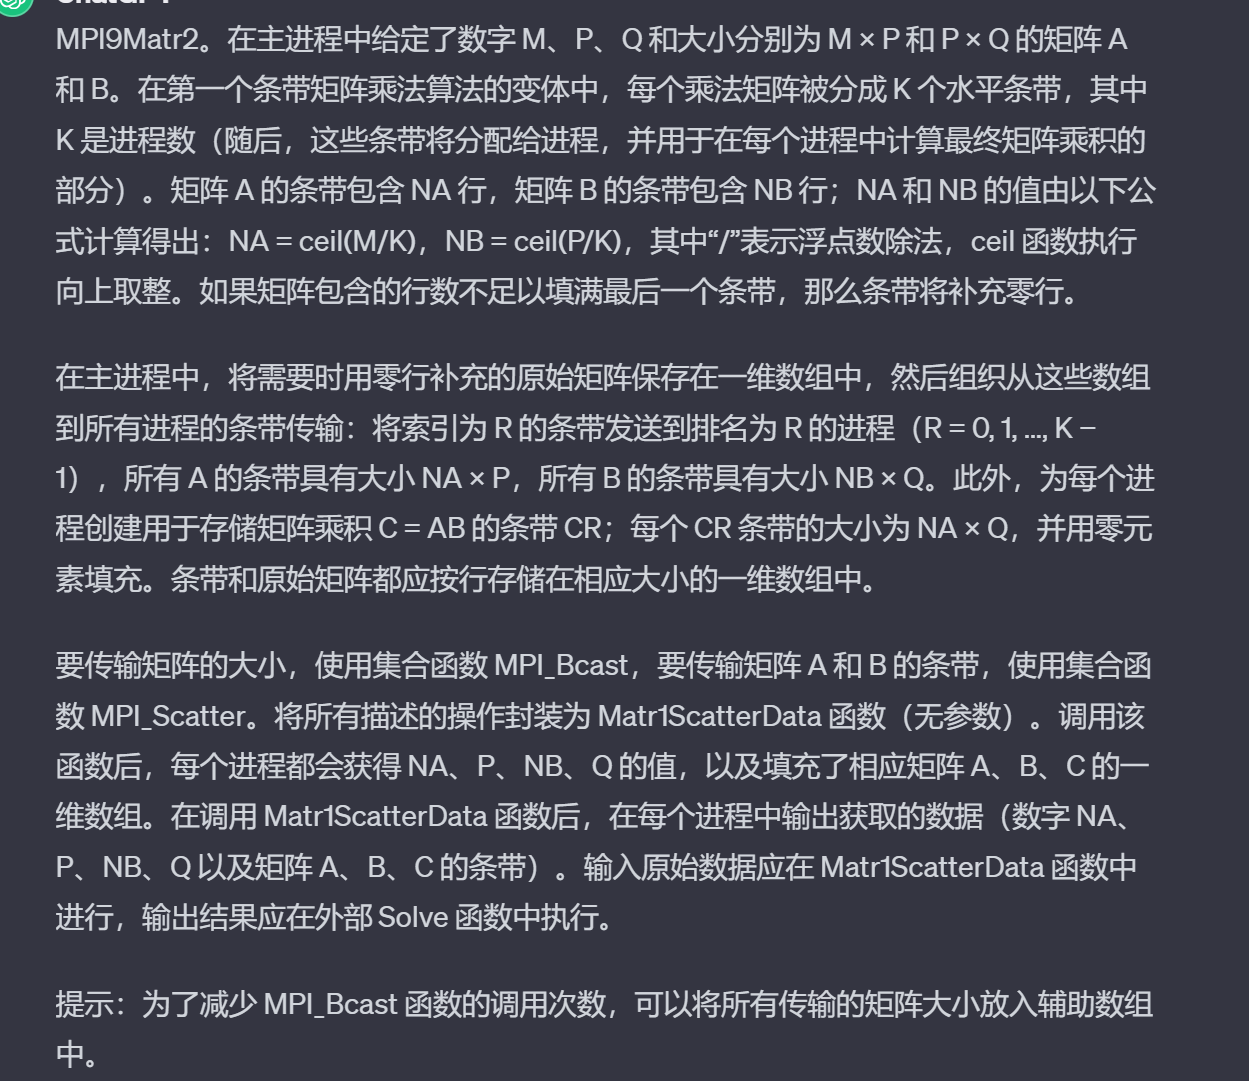 MPI9Matr2。在主进程中给定了数字 M、P、Q 和大小分别为 M × P 和 P × Q 的矩阵 A
和 B。在第一个条带矩阵乘法算法的变体中，每个乘法矩阵被分成 K 个水平条带，其中
K 是进程数（随后，这些条带将分配给进程，并用于在每个进程中计算最终矩阵乘积的
部分）。矩阵 A 的条带包含 NA 行，矩阵 B 的条带包含 NB 行；NA 和 NB 的值由以下公
式计算得出：NA = ceil(M/K)，NB = ceil(P/K)，其中“/”表示浮点数除法，ceil 函数执行
向上取整。如果矩阵包含的行数不足以填满最后一个条带，那么条带将补充零行。
在主进程中，将需要时用零行补充的原始矩阵保存在一维数组中，然后组织从这些数组
到所有进程的条带传输：将索引为 R 的条带发送到排名为 R 的进程（R = 0, 1, ..., K −
1），所有 A 的条带具有大小 NA × P，所有 B 的条带具有大小 NB × Q。此外，为每个进
程创建用于存储矩阵乘积 C = AB 的条带 CR；每个 CR 条带的大小为 NA × Q，并用零元
素填充。条带和原始矩阵都应按行存储在相应大小的一维数组中。
要传输矩阵的大小，使用集合函数 MPI_Bcast，要传输矩阵 A 和 B 的条带，使用集合函
数 MPI_Scatter。将所有描述的操作封装为 Matr1ScatterData 函数（无参数）。调用该
函数后，每个进程都会获得 NA、P、NB、Q 的值，以及填充了相应矩阵 A、B、C 的一
维数组。在调用 Matr1ScatterData 函数后，在每个进程中输出获取的数据（数字 NA、
P、NB、Q 以及矩阵 A、B、C 的条带）。输入原始数据应在 Matr1ScatterData 函数中
进行，输出结果应在外部 Solve 函数中执行。
提示：为了减少 MPI_Bcast 函数的调用次数，可以将所有传输的矩阵大小放入辅助数组
中。